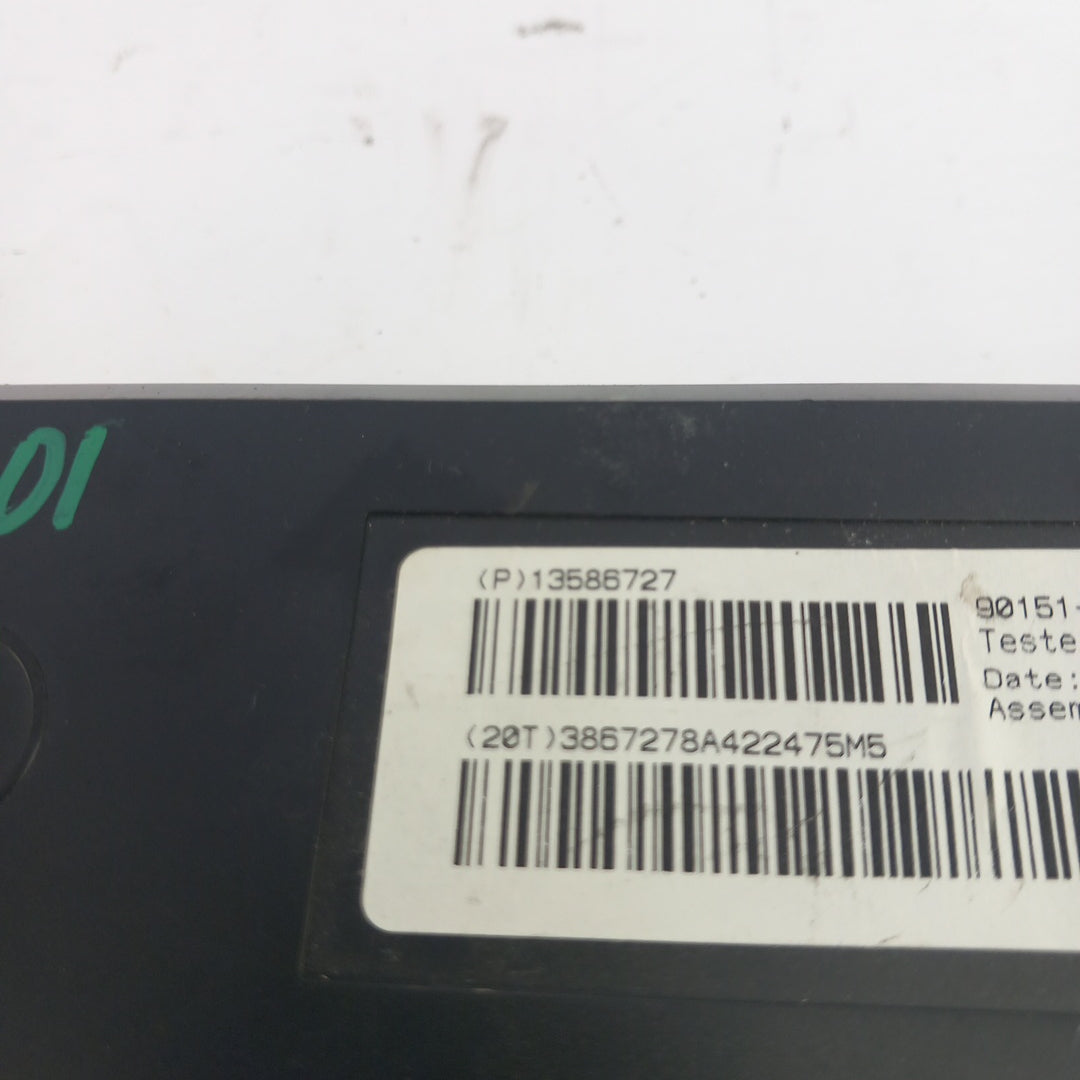 01
(P)13586727
90151-
Teste
Date:
Assem
(20T)3867278A422475M5